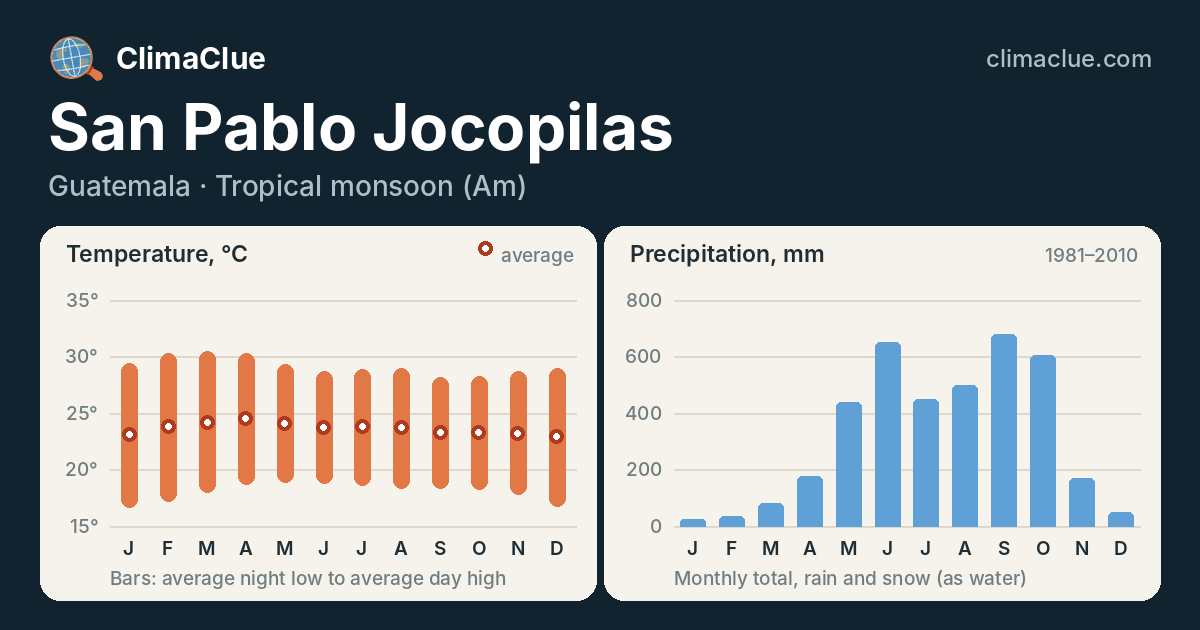 ClimaClue
climaclue.com
San Pablo Jocopilas
Guatemala · Tropical monsoon (Am)
Temperature, °C
average
35°
30°
25°
20°
15°
J F M A M J J A S O N D
Bars: average night low to average day high
Precipitation, mm
1981–2010
800
600
400
200
0
J F M A M J J A S O N D
Monthly total, rain and snow (as water)